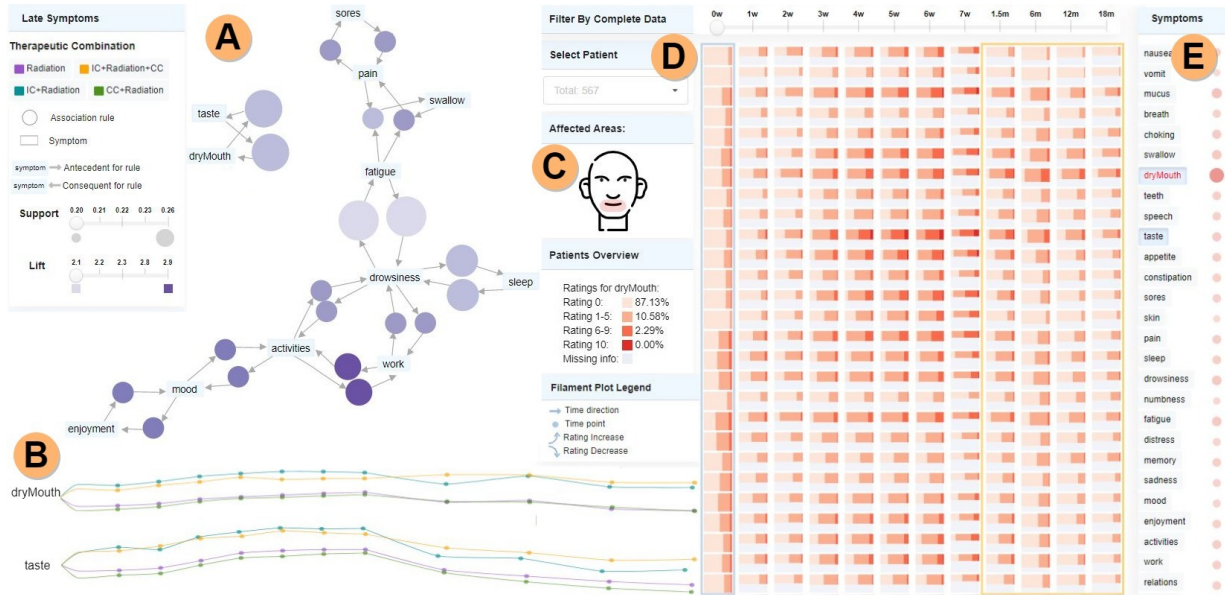 Late Symptoms
Therapeutic Combination
Radiation
IC+Radiation+CC
IC+Radiation
CC+Radiation
Association rule
Symptom
symptom
Antecedent for rule
symptom
Consequent for rule
Support
0.20 0.21 0.22 0.23 0.26
Lift
2.1 2.2 2.3 2.5 2.9
A
sores
pain
swallow
taste
dryMouth
fatigue
drowsiness
sleep
activities
work
mood
enjoyment
B
dryMouth
taste
Filter By Complete Data
D
Select Patient
Total: 567
Affected Areas:
C
Patients Overview
Ratings for dryMouth:
Rating 0: 87.13%
Rating 1-5: 10.58%
Rating 6-9: 2.29%
Rating 10: 0.00%
Missing info:
Filament Plot Legend
Time direction
Time point
Rating Increase
Rating Decrease
0w 1w 2w 3w 4w 5w 6w 7w 1.5m 6m 12m 18m
Symptoms
E
nausea
vomit
mucus
breath
choking
swallow
dryMouth
teeth
speech
taste
appetite
constipation
sores
skin
pain
sleep
drowsiness
numbness
fatigue
distress
memory
sadness
mood
enjoyment
activities
work
relations